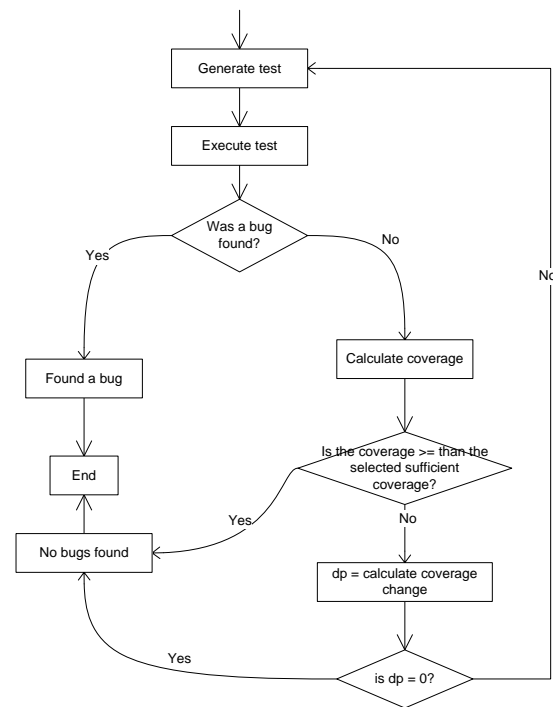 Generate test
Execute test
Was a bug
found?
Yes
No
No
Calculate coverage
Found a bug
Is the coverage >= than the
selected sufficient
coverage?
End
Yes
No
No bugs found
dp = calculate coverage
change
Yes
is dp = 0?